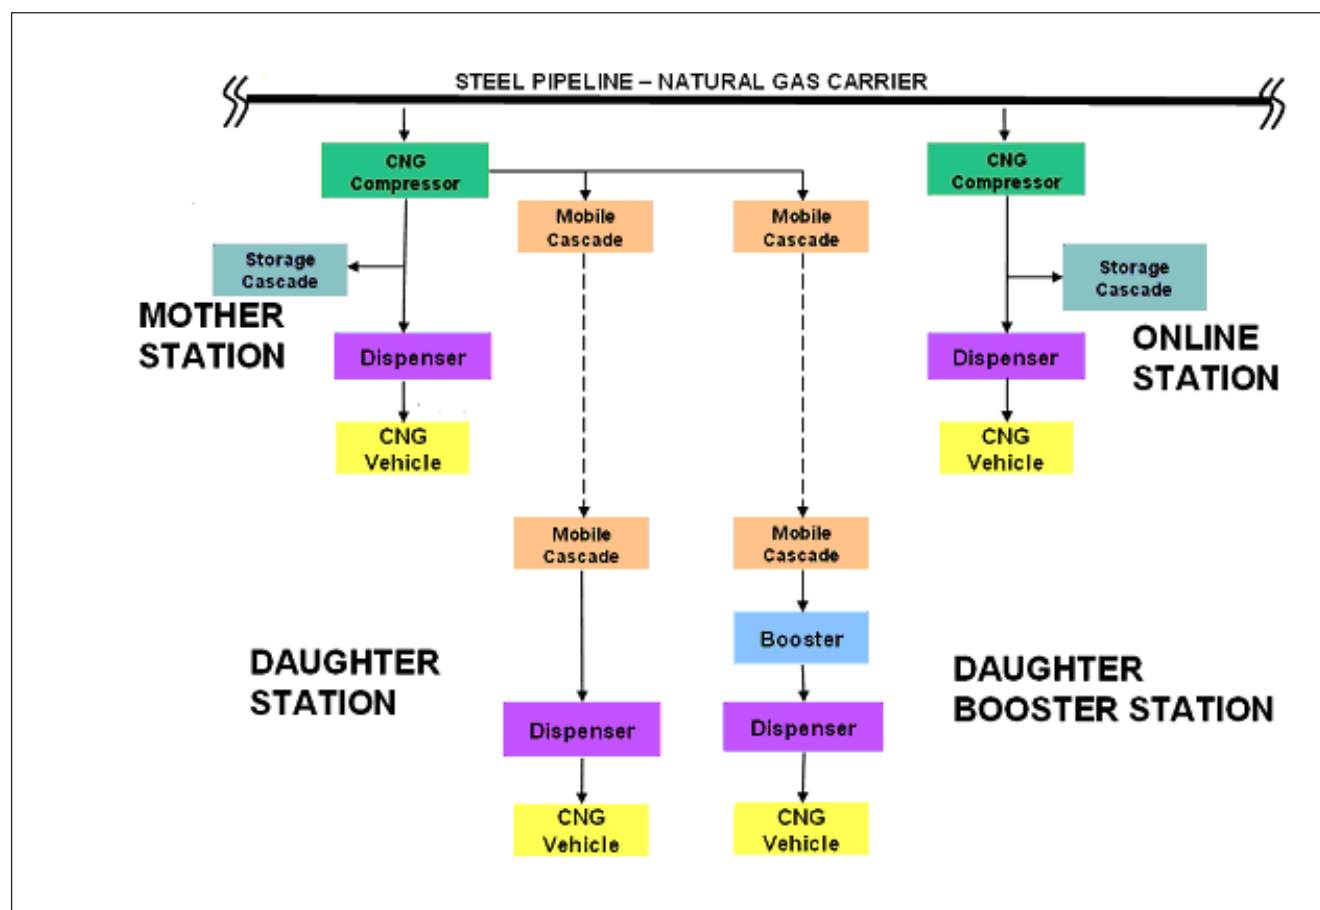 STEEL PIPELINE – NATURAL GAS CARRIER
CNG
Compressor
CNG
Compressor
Mobile
Cascade
Mobile
Cascade
Storage
Cascade
Storage
Cascade
MOTHER
STATION
Dispenser
Dispenser
ONLINE
STATION
CNG
Vehicle
CNG
Vehicle
Mobile
Cascade
Mobile
Cascade
Booster
DAUGHTER
STATION
DAUGHTER
BOOSTER STATION
Dispenser
Dispenser
CNG
Vehicle
CNG
Vehicle